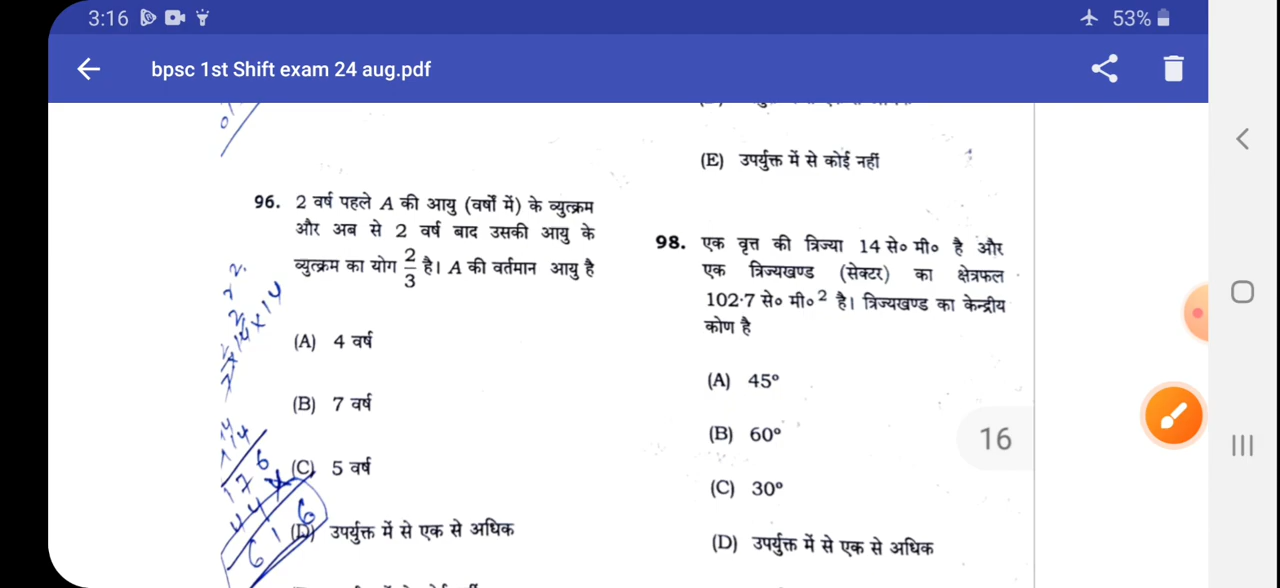 3:16
53%
bpsc 1st Shift exam 24 aug.pdf
96. 2 वर्ष पहले A की आयु (वर्षों में) के व्युत्क्रम
और अब से 2 वर्ष बाद उसकी आयु के
व्युत्क्रम का योग 2/3 है। A की वर्तमान आयु है
(A) 4 वर्ष
(B) 7 वर्ष
(C) 5 वर्ष
(D) उपर्युक्त में से एक से अधिक
(E) उपर्युक्त में से कोई नहीं
98. एक वृत्त की त्रिज्या 14 से० मी० है और
एक त्रिज्यखण्ड (सेक्टर) का क्षेत्रफल
102·7 से० मी०² है। त्रिज्यखण्ड का केन्द्रीय
कोण है
(A) 45°
(B) 60°
(C) 30°
(D) उपर्युक्त में से एक से अधिक
16
616